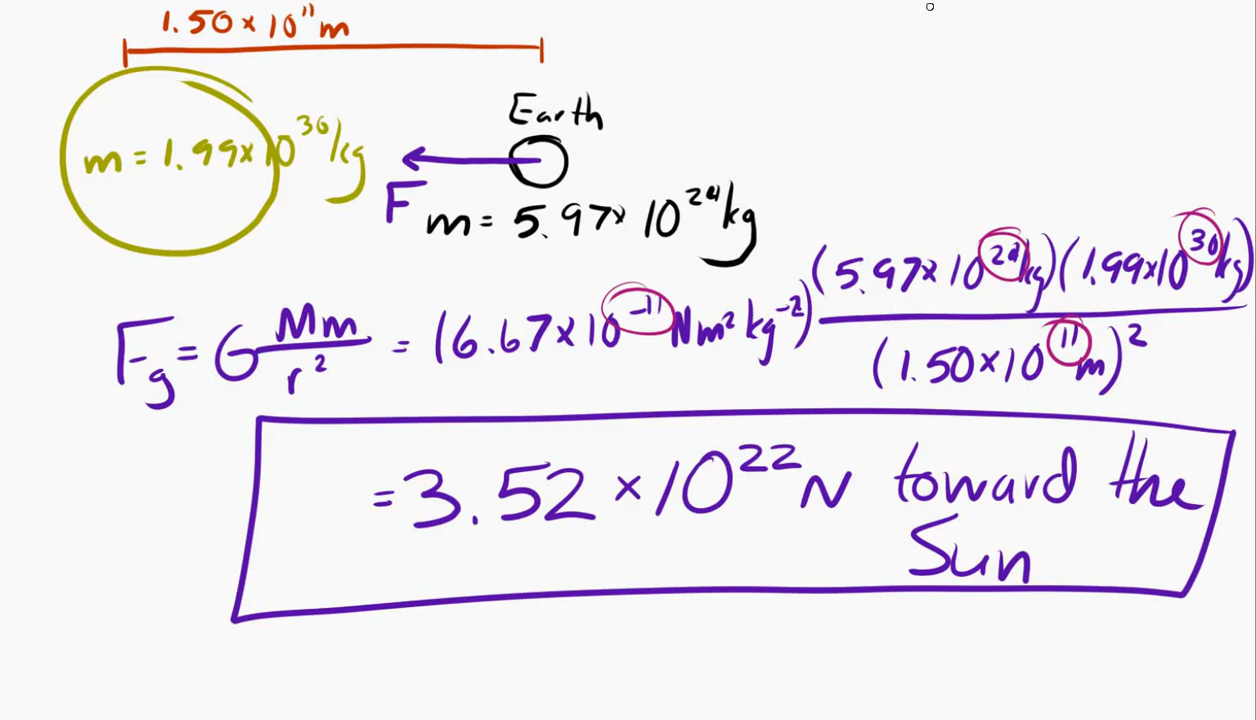 1.50 × 10¹¹ m
Earth
m = 1.99 × 10³⁰ kg
F
m = 5.97 × 10²⁴ kg
F_g = G Mm / r² = (6.67 × 10⁻¹¹ N m² kg⁻²) (5.97 × 10²⁴ kg)(1.99 × 10³⁰ kg) / (1.50 × 10¹¹ m)²
= 3.52 × 10²² N toward the
Sun